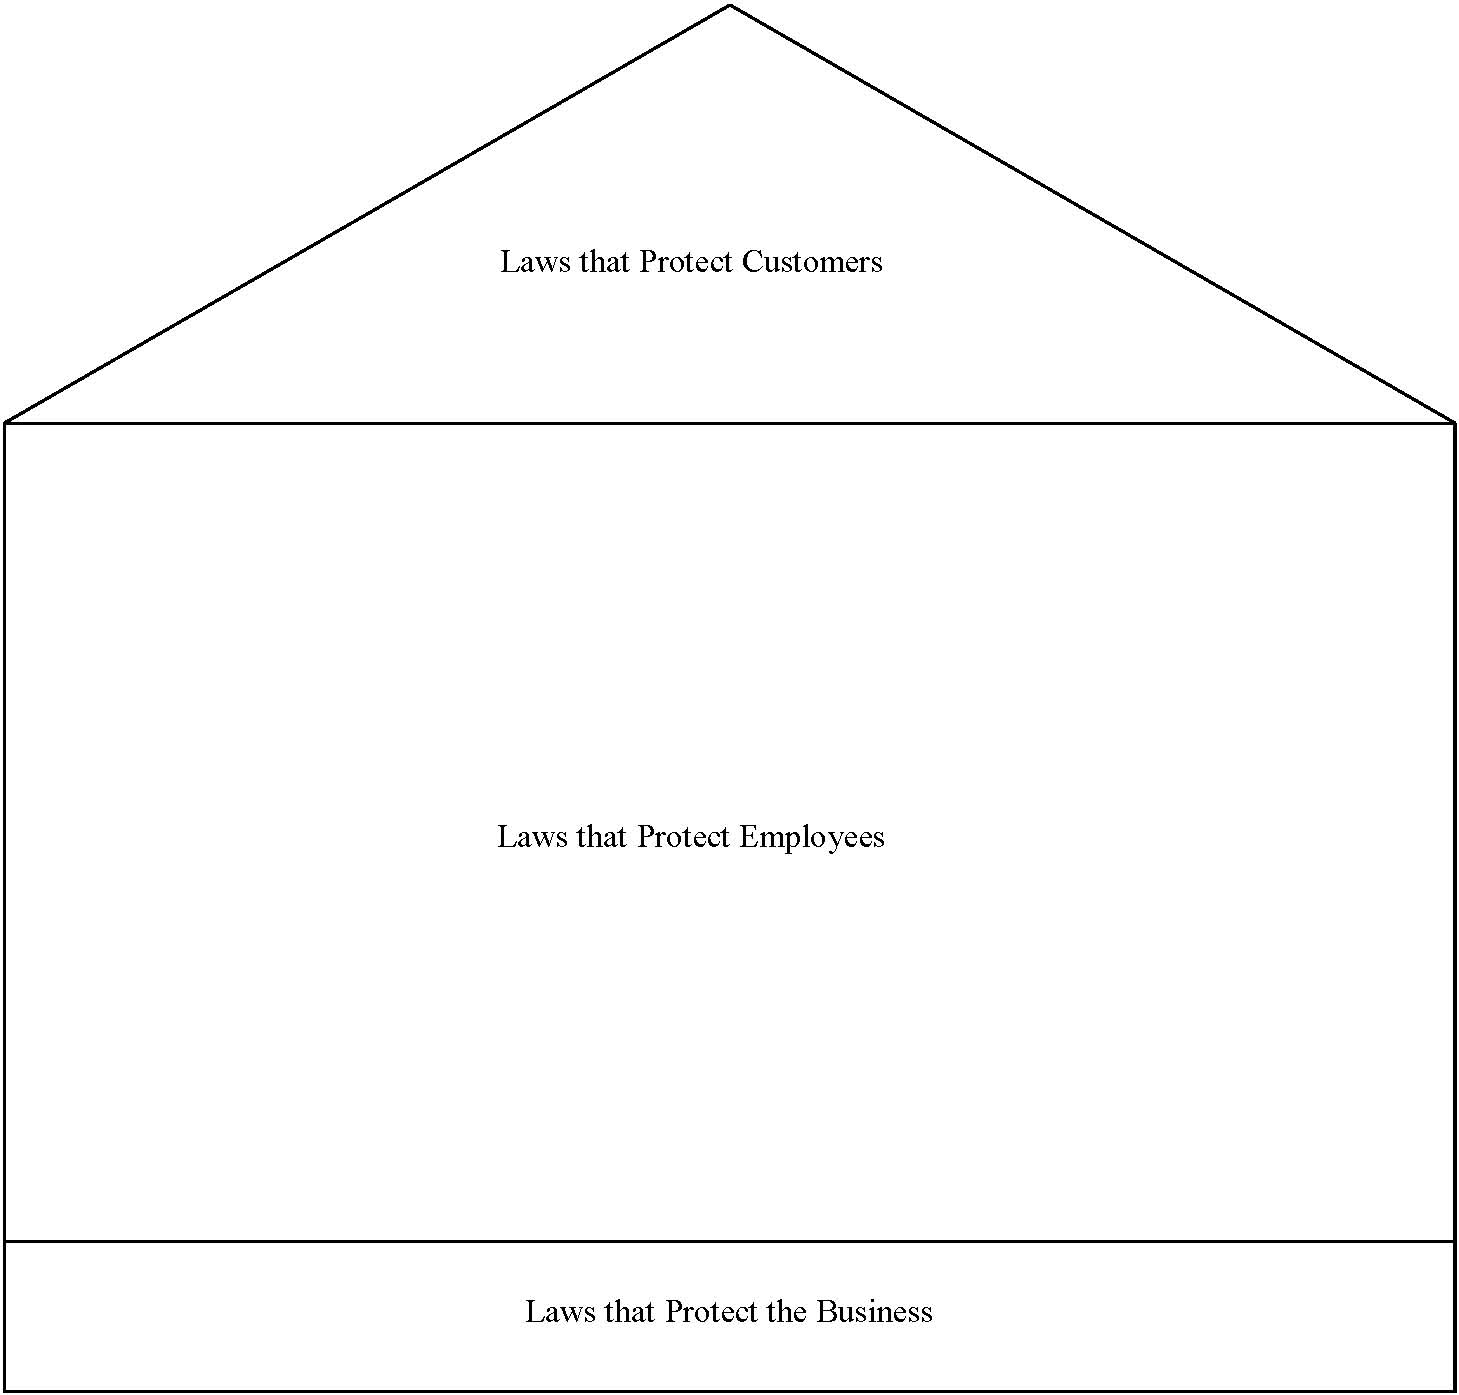 Laws that Protect Customers
Laws that Protect Employees
Laws that Protect the Business